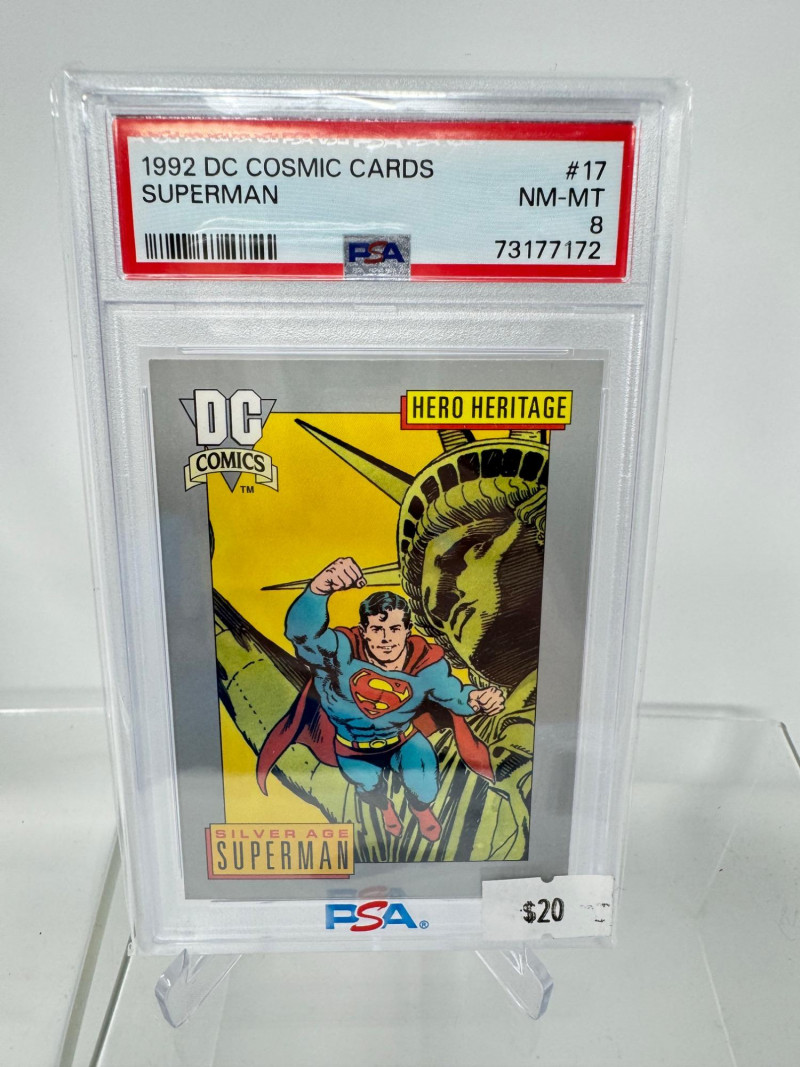 1992 DC COSMIC CARDS #17
SUPERMAN NM-MT
8
PSA 73177172
DC
COMICS
TM
HERO HERITAGE
S
SILVER AGE
SUPERMAN
PSA®
$20